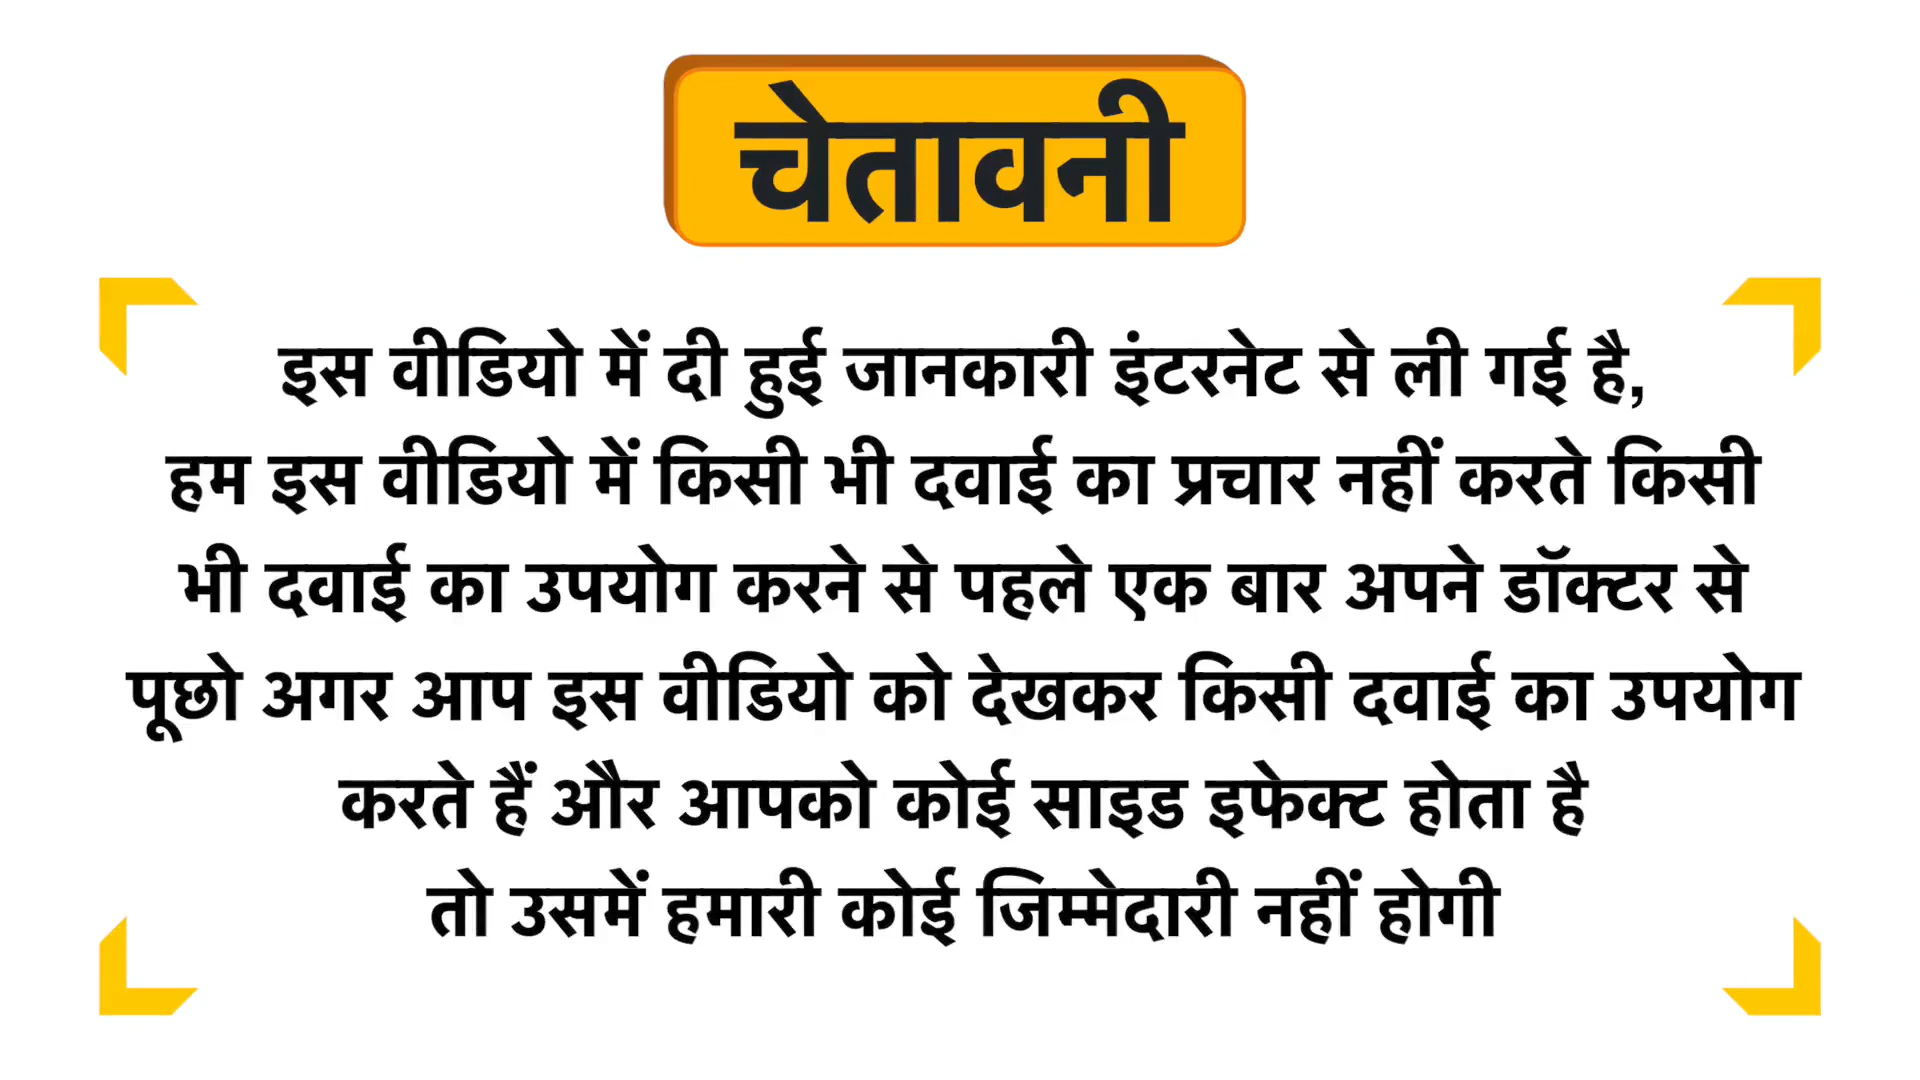 चेतावनी
इस वीडियो में दी हुई जानकारी इंटरनेट से ली गई है,
हम इस वीडियो में किसी भी दवाई का प्रचार नहीं करते किसी
भी दवाई का उपयोग करने से पहले एक बार अपने डॉक्टर से
पूछो अगर आप इस वीडियो को देखकर किसी दवाई का उपयोग
करते हैं और आपको कोई साइड इफेक्ट होता है
तो उसमें हमारी कोई जिम्मेदारी नहीं होगी